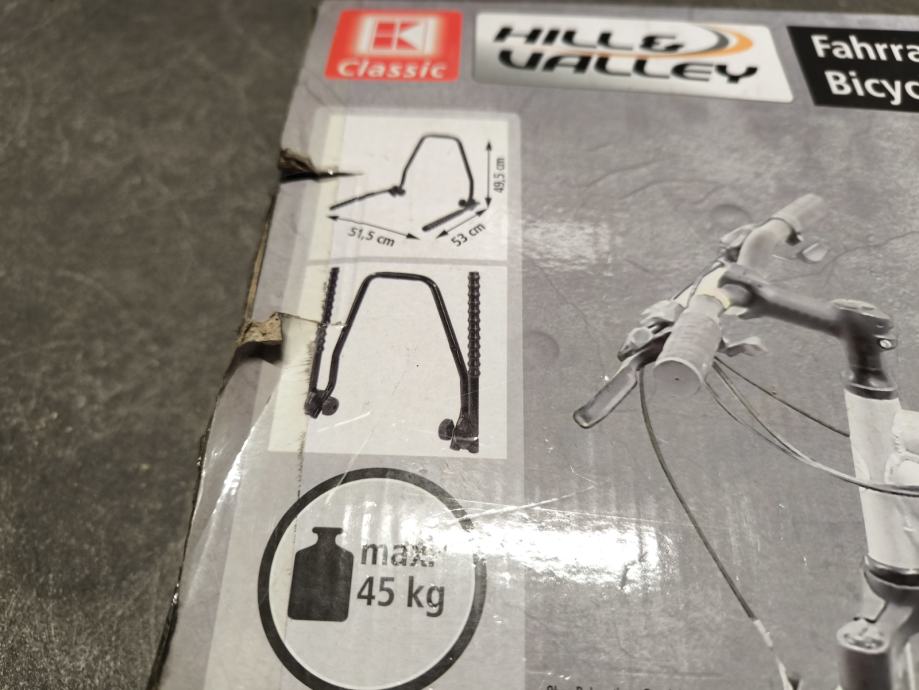 K Classic
HILL &
VALLEY
Fahrra
Bicyc
49,5 cm
51,5 cm
53 cm
max.
45 kg